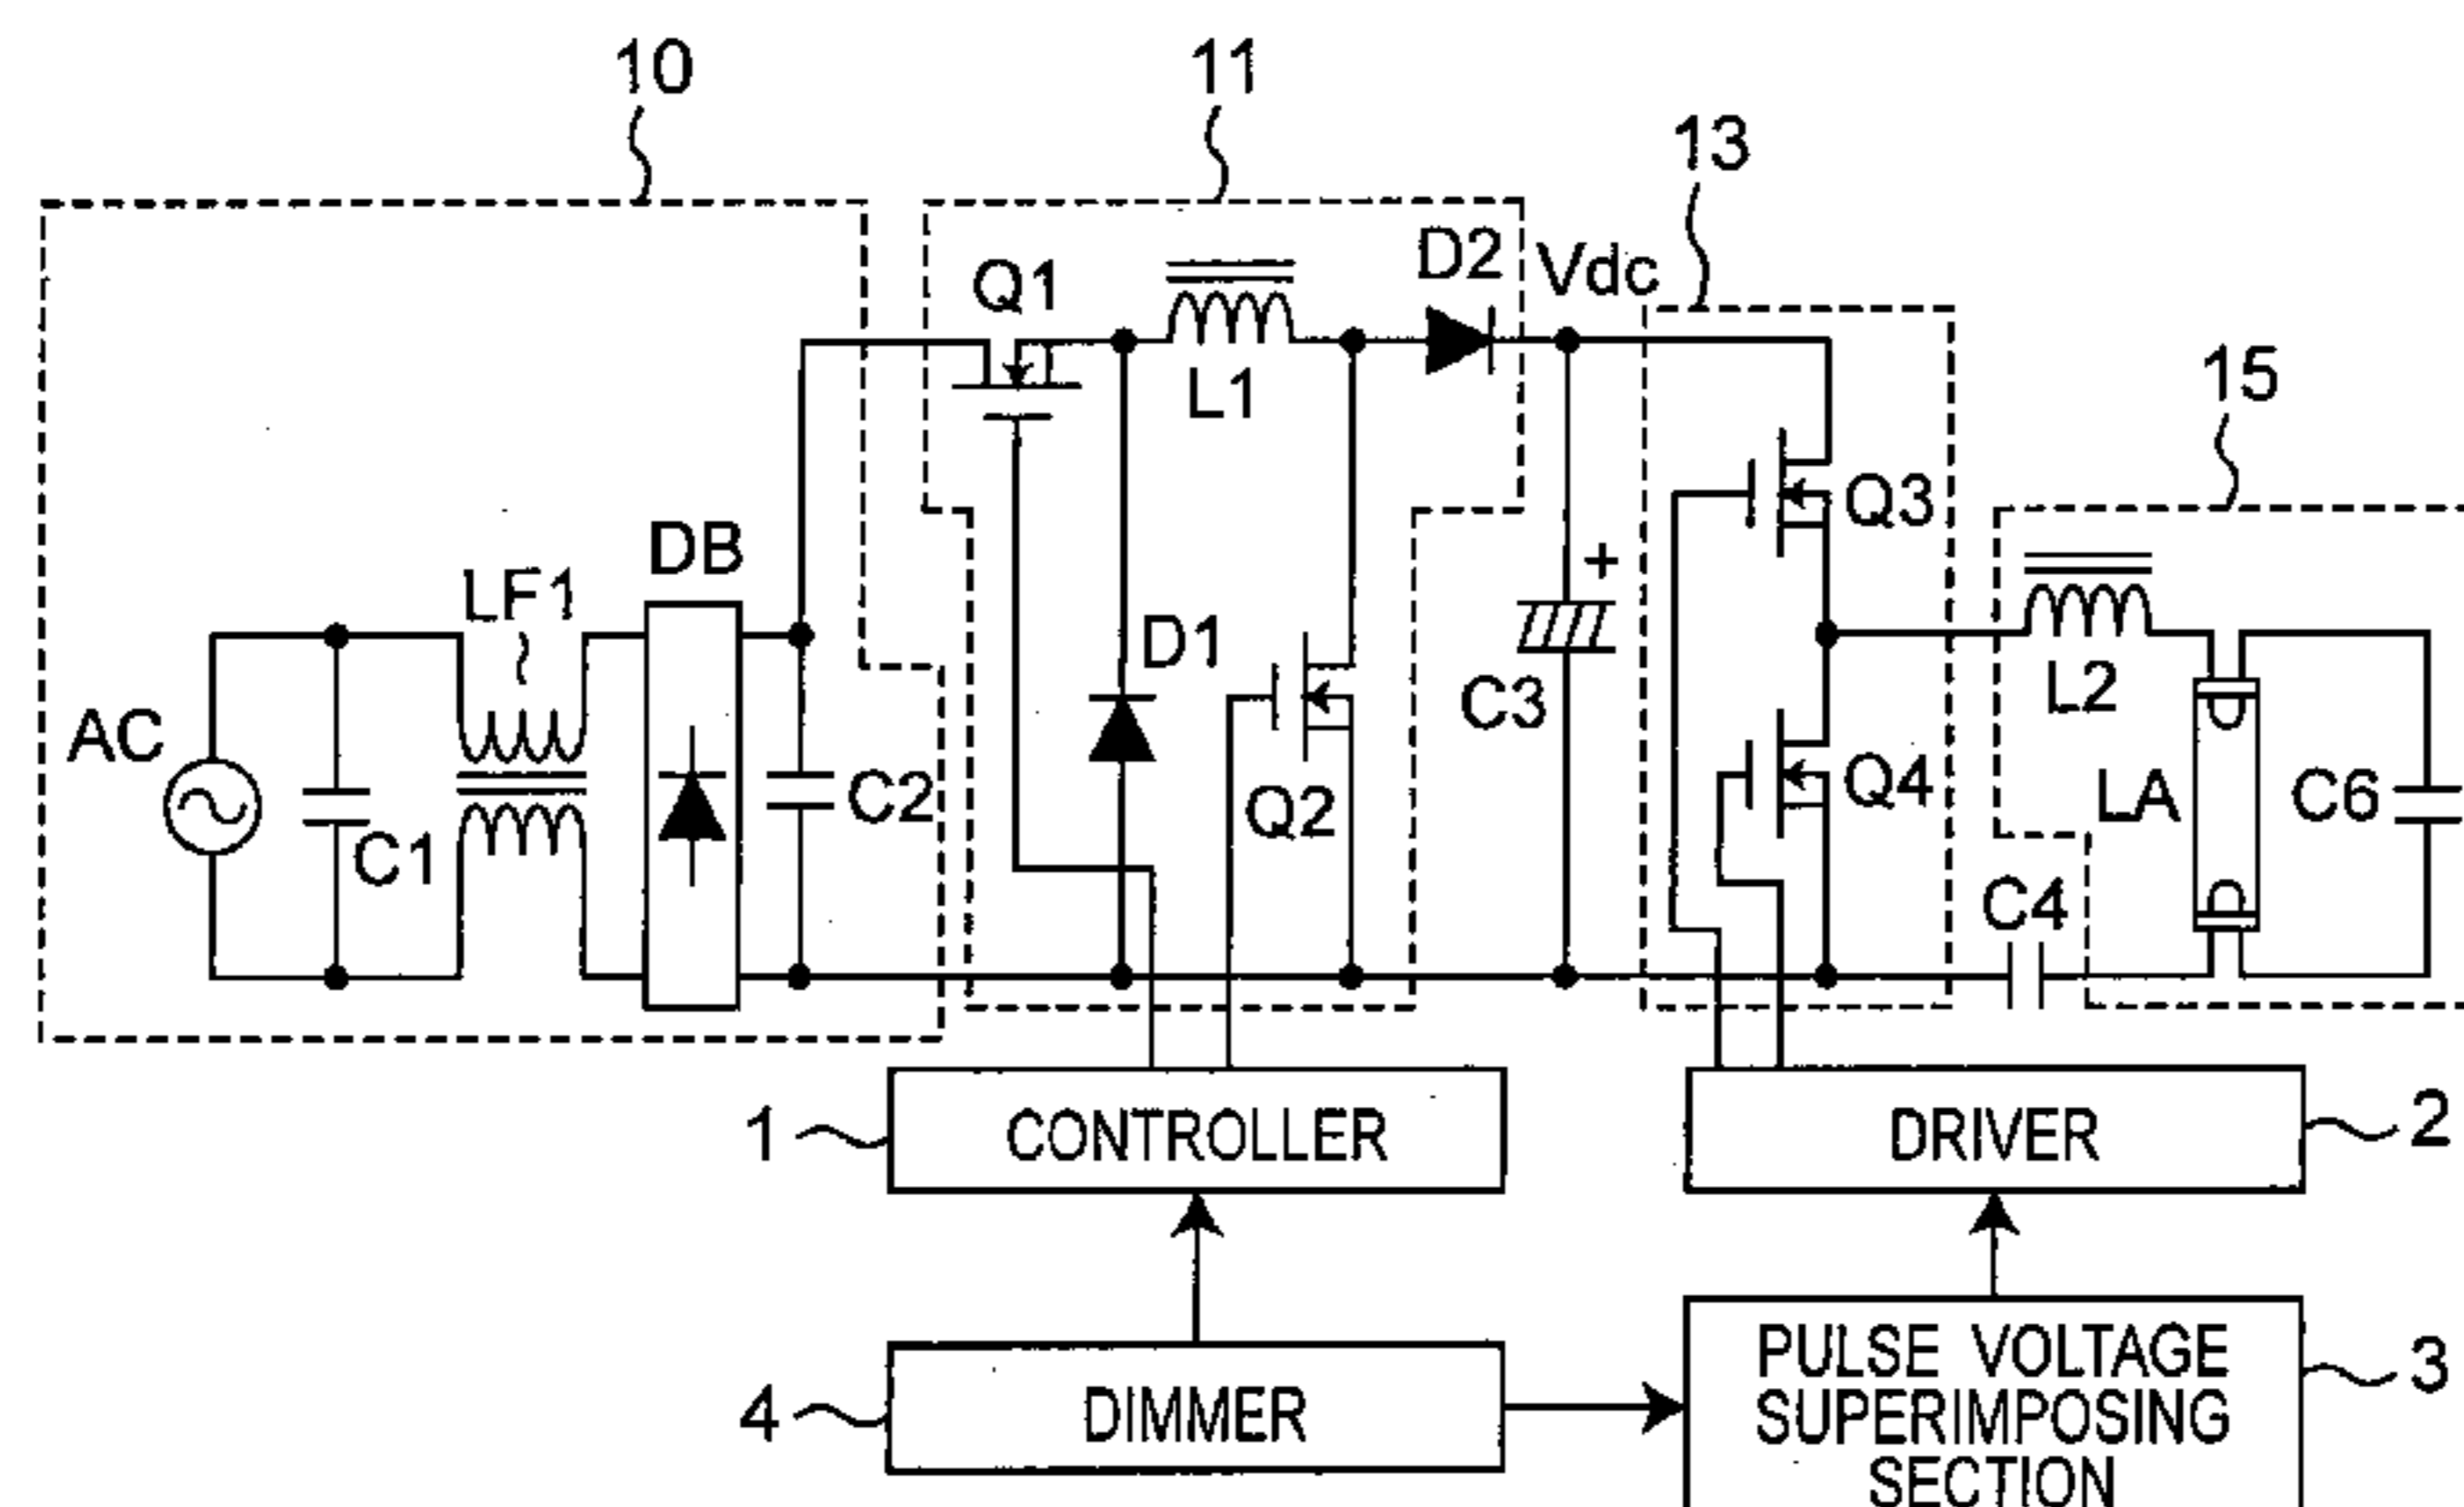 10
11
13
15
Q1
L1
D2
Vdc
Q3
DB
LF1
AC
C1
C2
D1
Q2
+
C3
Q4
L2
LA
C6
C4
1
CONTROLLER
DRIVER
2
4
DIMMER
PULSE VOLTAGE
SUPERIMPOSING
SECTION
3